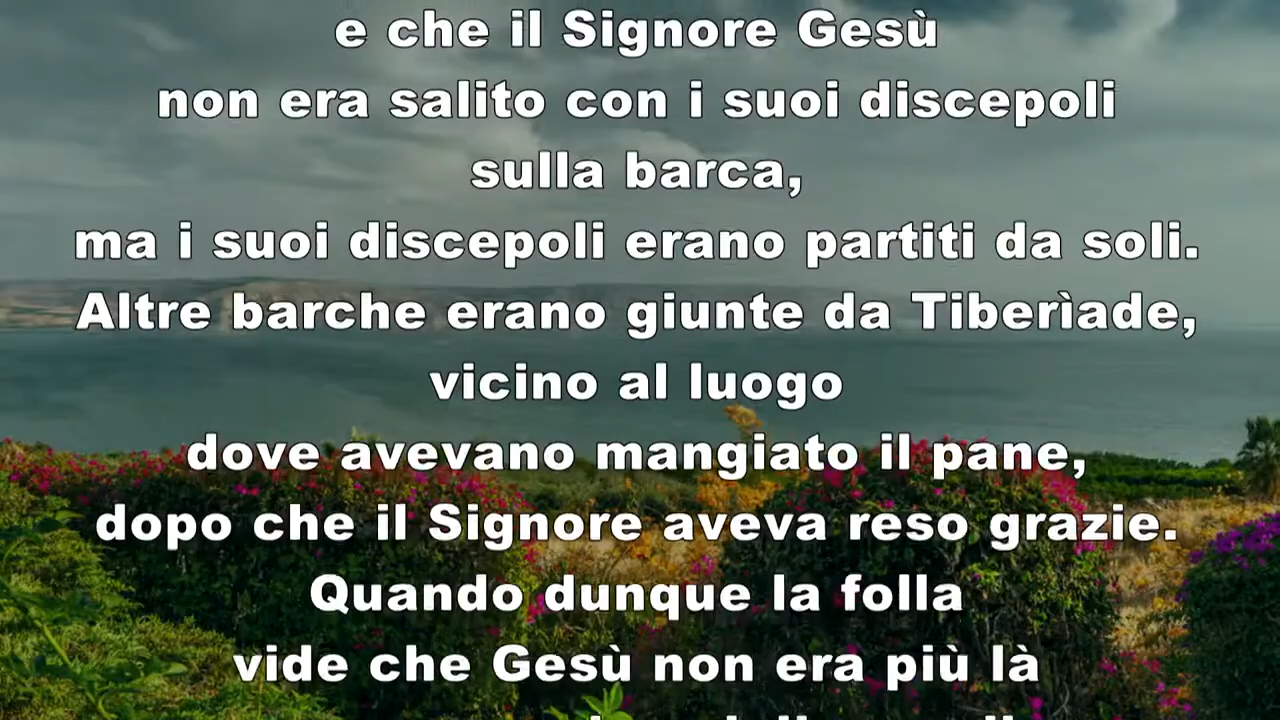 e che il Signore Gesù
non era salito con i suoi discepoli
sulla barca,
ma i suoi discepoli erano partiti da soli.
Altre barche erano giunte da Tiberìade,
vicino al luogo
dove avevano mangiato il pane,
dopo che il Signore aveva reso grazie.
Quando dunque la folla
vide che Gesù non era più là